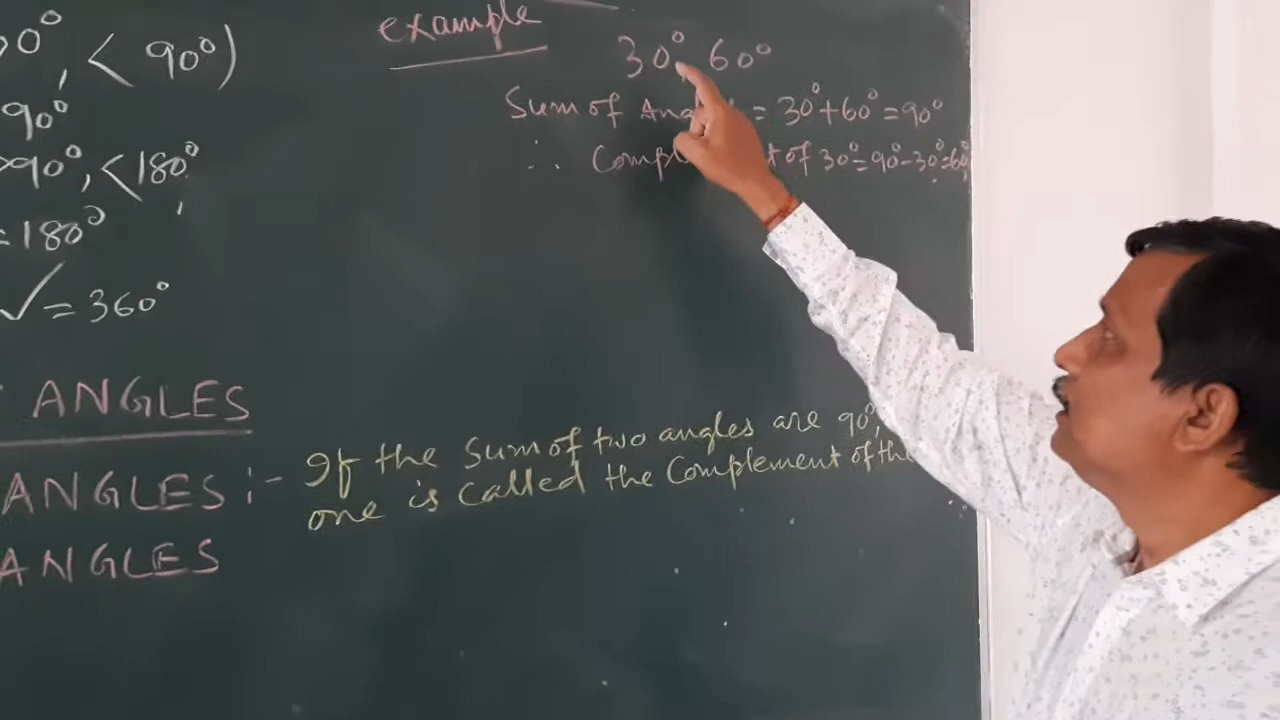 0°, < 90°)
90°
>90°, <180°
=180°
✓ = 360°
ANGLES
ANGLES :-
ANGLES
example
30°, 60°
Sum of = 30°+60° = 90°
∴ of 30° = 90° - 30° = 60°
If the Sum of two angles are 90°,
one is called the Complement of the